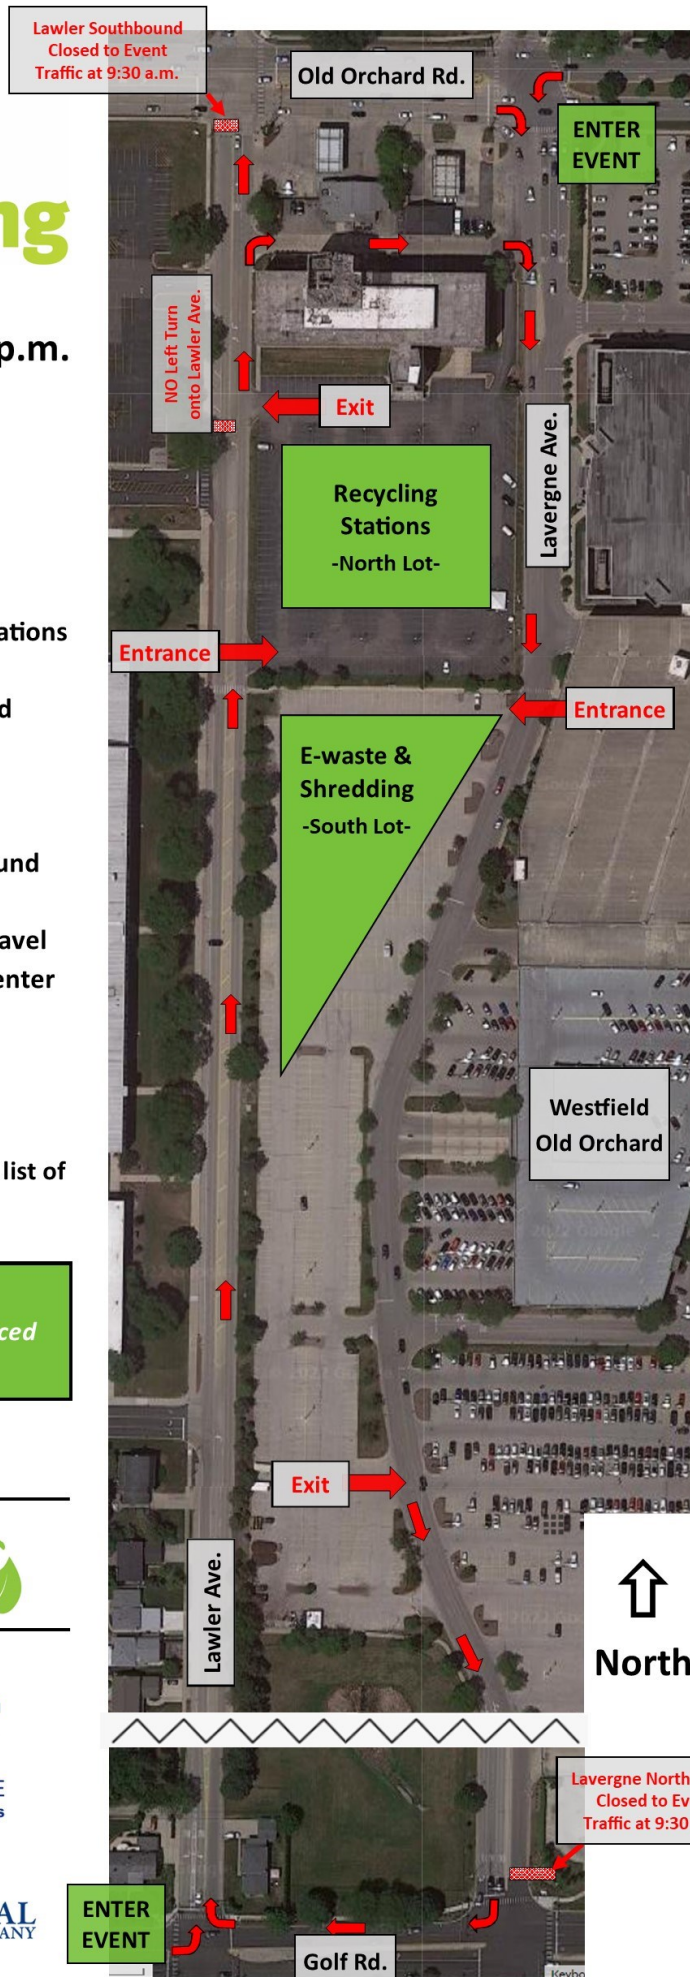 Lawler Southbound
Closed to Event
Traffic at 9:30 a.m.
Old Orchard Rd.
ENTER
EVENT
ng
p.m.
NO Left Turn
onto Lawler Ave.
Exit
Lavergne Ave.
Recycling
Stations
-North Lot-
ations
Entrance
Entrance
d
E-waste &
Shredding
-South Lot-
und
avel
enter
Westfield
Old Orchard
list of
ced
Exit
Lawler Ave.
North
Lavergne North
Closed to Ev
Traffic at 9:30
E
s
ENTER
EVENT
AL
ANY
Golf Rd.
Keybo